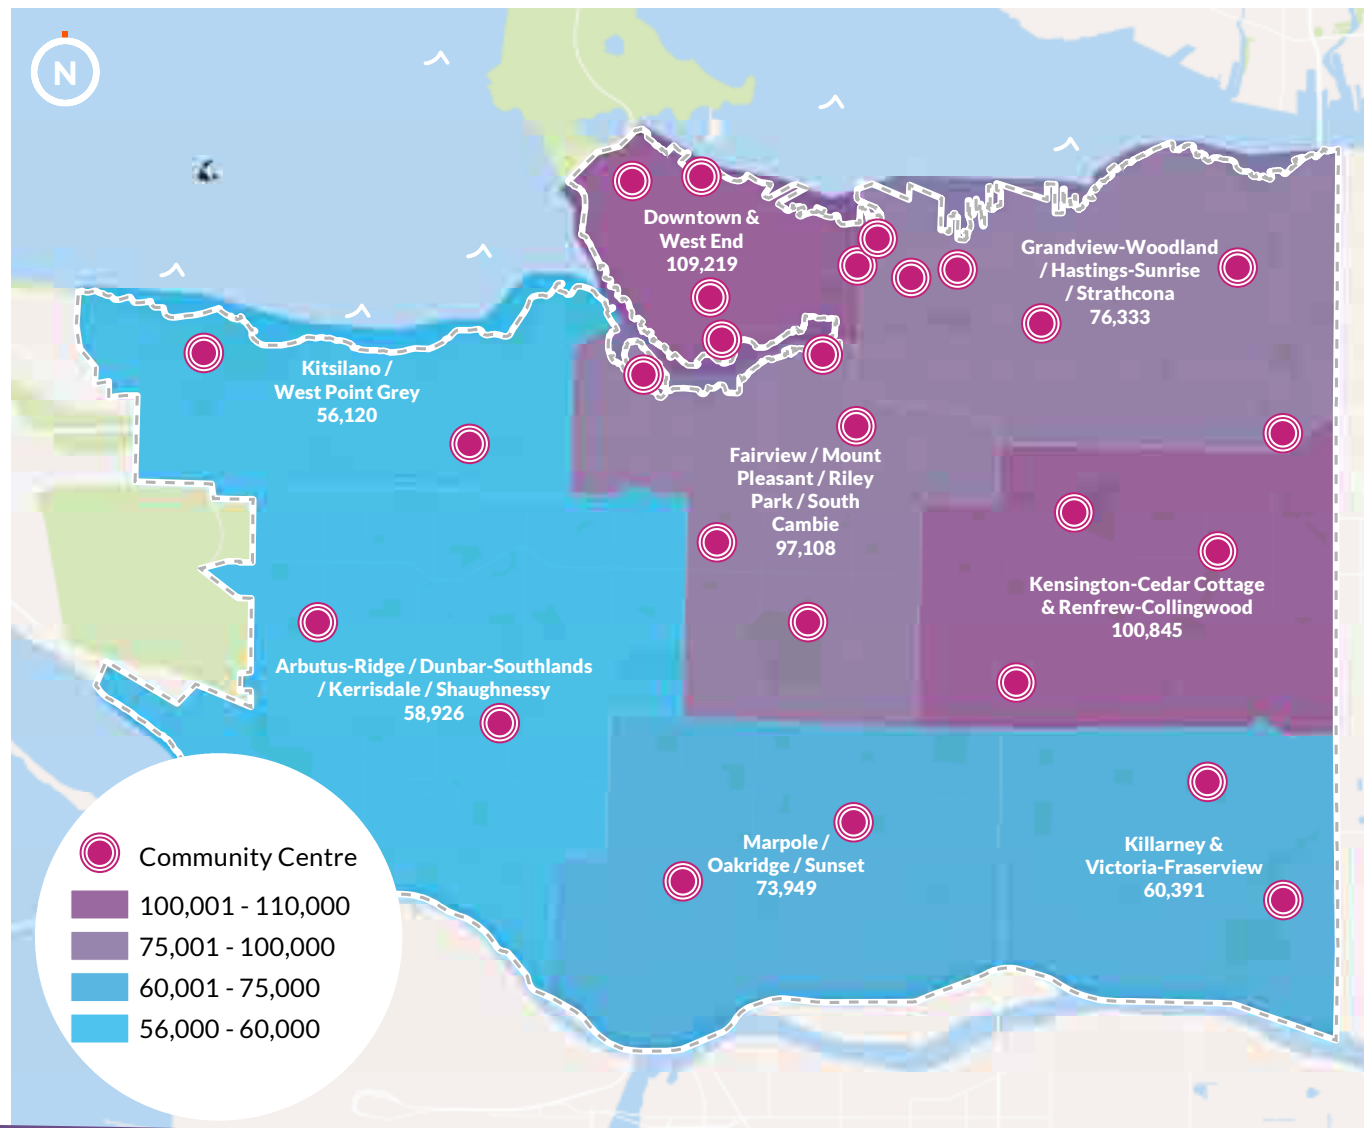 N
Downtown &
West End
109,219
Grandview-Woodland
/ Hastings-Sunrise
/ Strathcona
76,333
Kitsilano /
West Point Grey
56,120
Fairview / Mount
Pleasant / Riley
Park / South
Cambie
97,108
Kensington-Cedar Cottage
& Renfrew-Collingwood
100,845
Arbutus-Ridge / Dunbar-Southlands
/ Kerrisdale / Shaughnessy
58,926
Marpole /
Oakridge / Sunset
73,949
Killarney &
Victoria-Fraserview
60,391
Community Centre
100,001 - 110,000
75,001 - 100,000
60,001 - 75,000
56,000 - 60,000